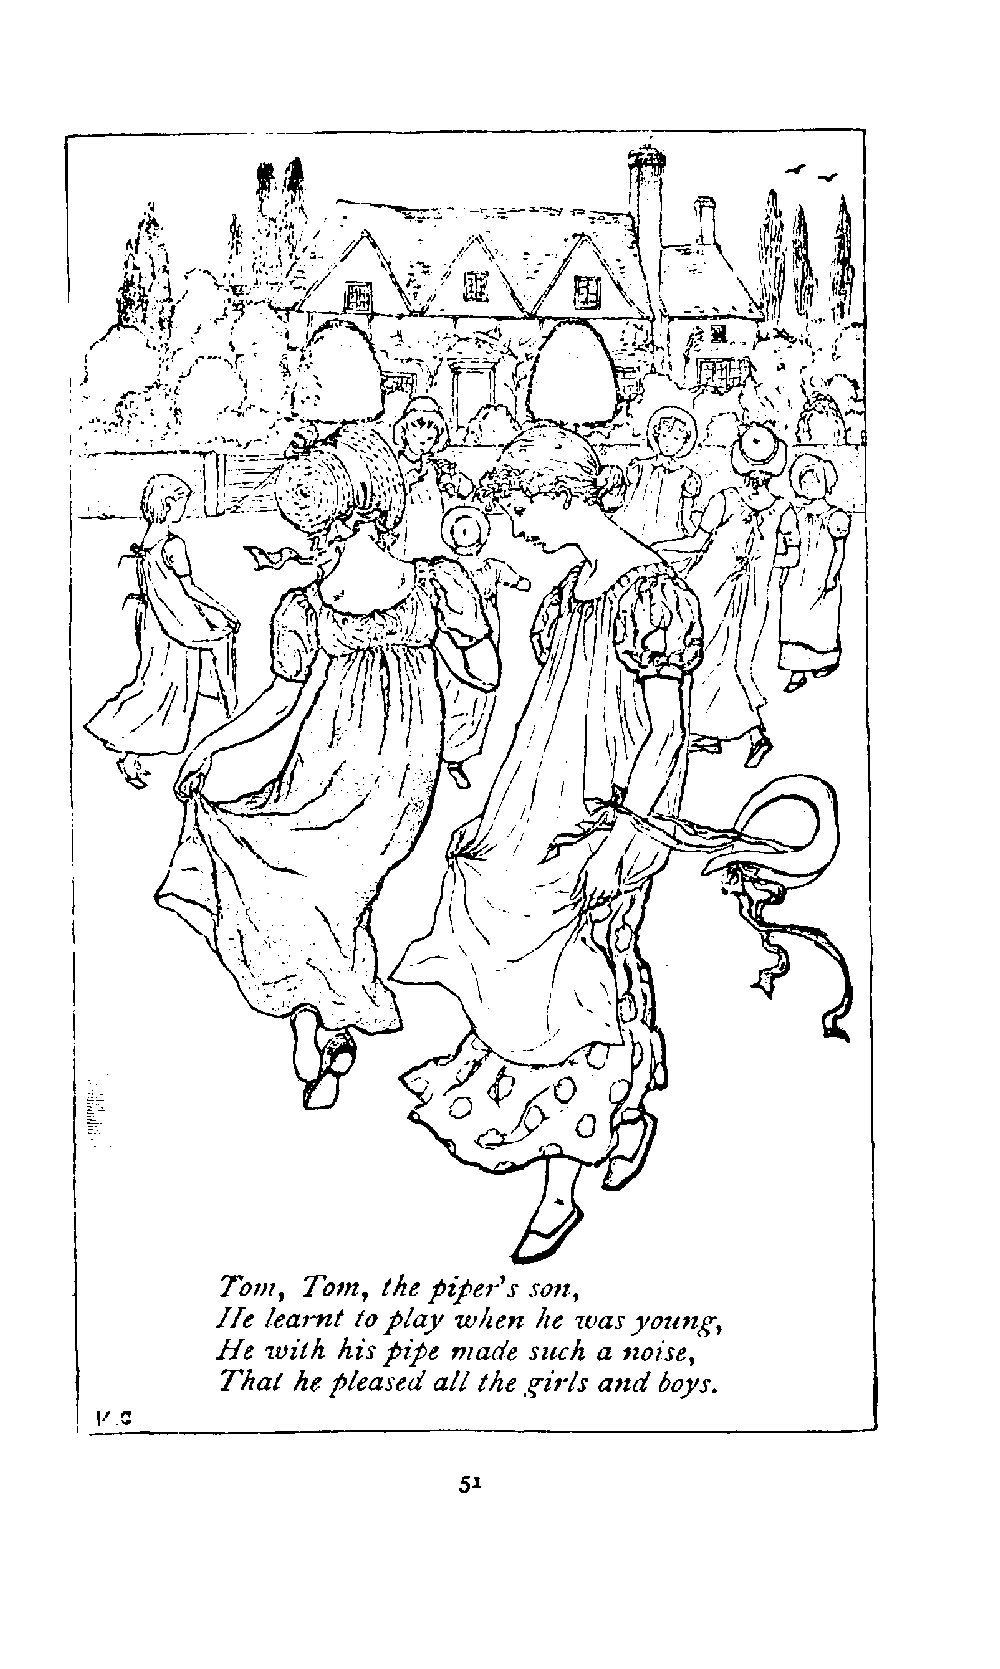 Tom, Tom, the piper's son,
He learnt to play when he was young,
He with his pipe made such a noise,
That he pleased all the girls and boys.
51